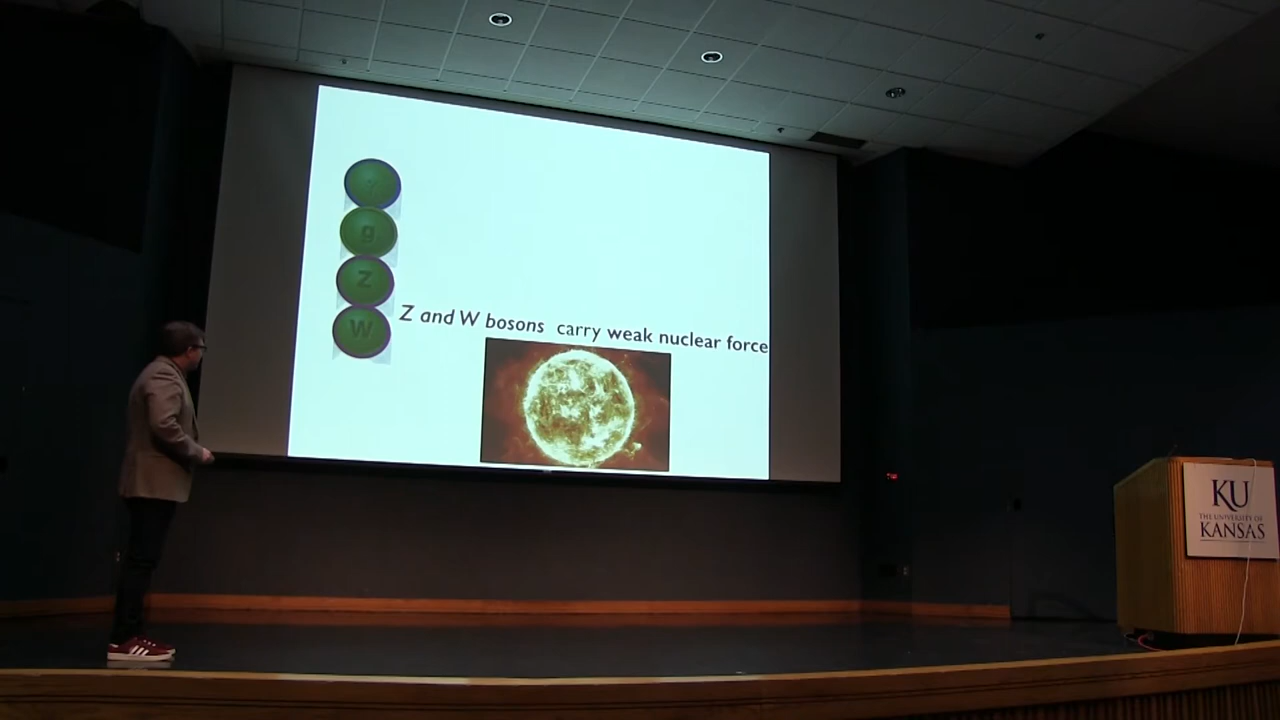 g
Z
W
Z and W bosons carry weak nuclear force
KU
THE UNIVERSITY OF
KANSAS